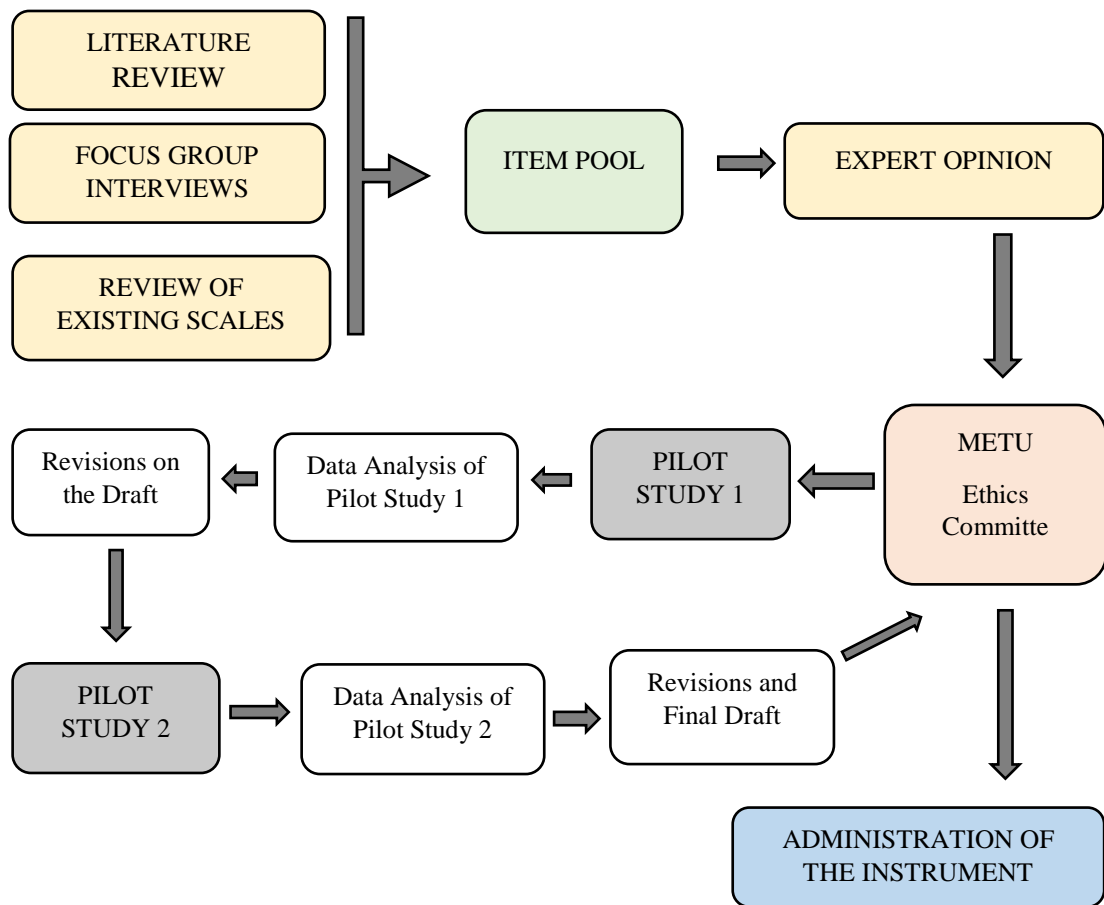 LITERATURE
REVIEW
FOCUS GROUP
INTERVIEWS
REVIEW OF
EXISTING SCALES
ITEM POOL
EXPERT OPINION
METU
Ethics
Committe
PILOT
STUDY 1
Data Analysis of
Pilot Study 1
Revisions on
the Draft
PILOT
STUDY 2
Data Analysis of
Pilot Study 2
Revisions and
Final Draft
ADMINISTRATION OF
THE INSTRUMENT